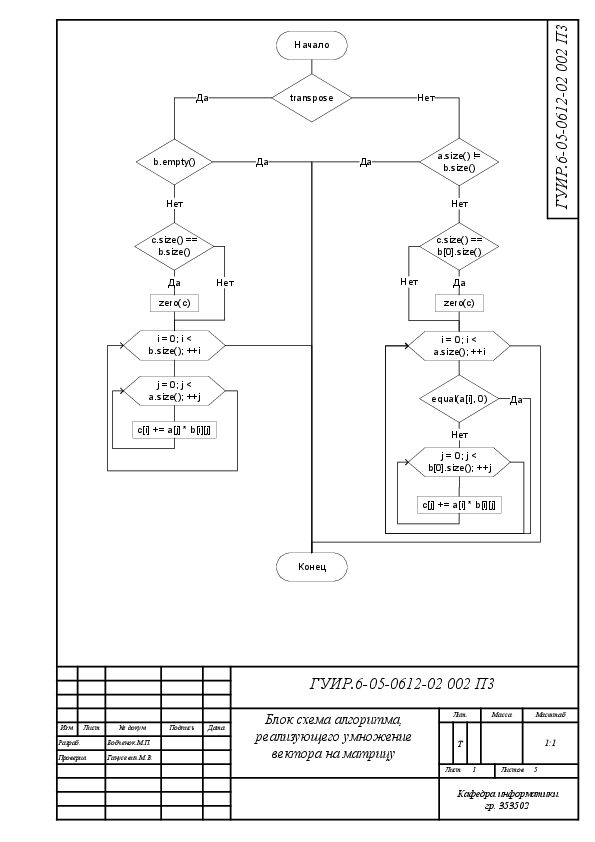 ГУИР.6-05-0612-02 002 ПЗ
Начало
transpose
Да
Нет
b.empty()
Да
Да
a.size() !=
b.size()
Нет
Нет
c.size() ==
b.size()
c.size() ==
b[0].size()
Да
Нет
Нет
Да
zero(c)
zero(c)
i = 0; i <
b.size(); ++i
i = 0; i <
a.size(); ++i
j = 0; j <
a.size(); ++j
equal(a[i], 0)
Да
c[i] += a[j] * b[i][j]
Нет
j = 0; j <
b[0].size(); ++j
c[j] += a[i] * b[i][j]
Конец
ГУИР.6-05-0612-02 002 ПЗ
Блок схема алгоритма,
реализующего умножение
вектора на матрицу
Лит. Масса Масштаб
Изм Лист № докум Подпись Дата
Разраб.
Т 1:1
Проверил.
Лист 1 Листов 5
Кафедра информатики.
гр. 353502